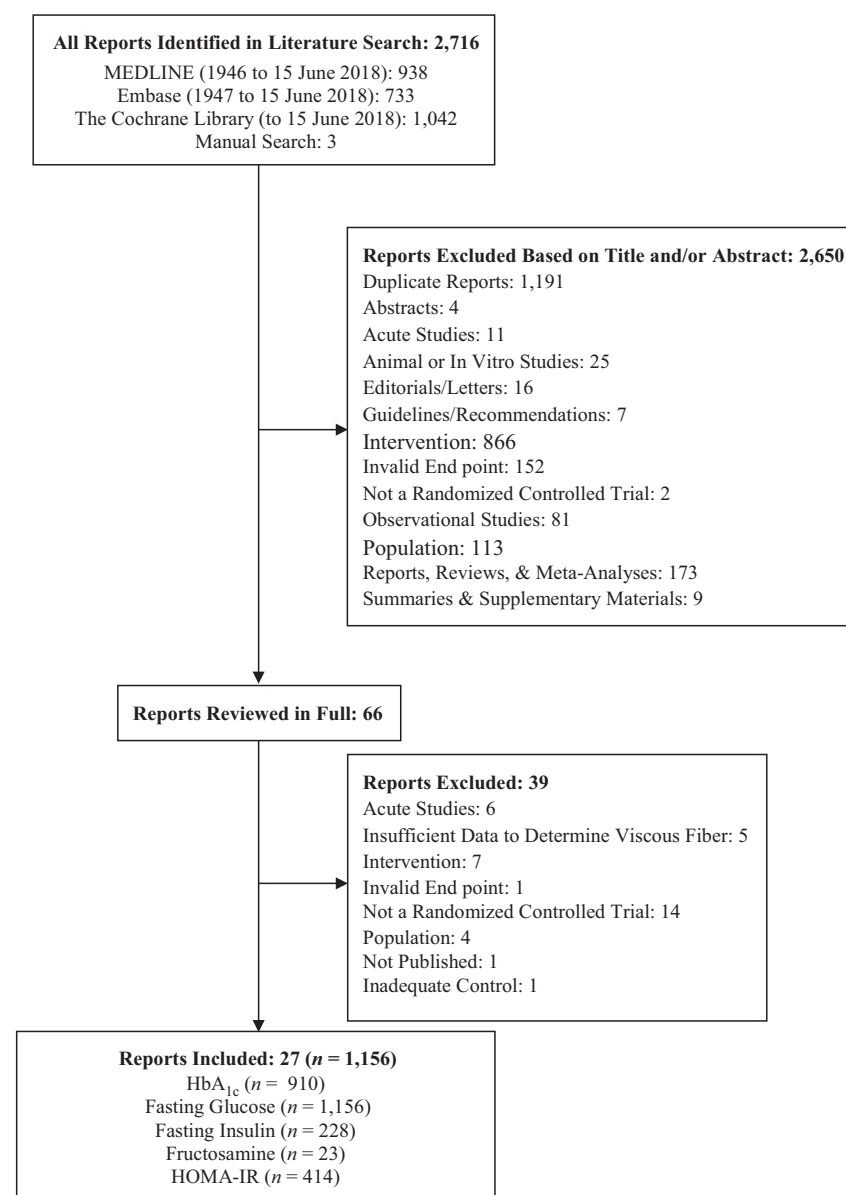 All Reports Identified in Literature Search: 2,716
MEDLINE (1946 to 15 June 2018): 938
Embase (1947 to 15 June 2018): 733
The Cochrane Library (to 15 June 2018): 1,042
Manual Search: 3
Reports Excluded Based on Title and/or Abstract: 2,650
Duplicate Reports: 1,191
Abstracts: 4
Acute Studies: 11
Animal or In Vitro Studies: 25
Editorials/Letters: 16
Guidelines/Recommendations: 7
Intervention: 866
Invalid End point: 152
Not a Randomized Controlled Trial: 2
Observational Studies: 81
Population: 113
Reports, Reviews, & Meta-Analyses: 173
Summaries & Supplementary Materials: 9
Reports Reviewed in Full: 66
Reports Excluded: 39
Acute Studies: 6
Insufficient Data to Determine Viscous Fiber: 5
Intervention: 7
Invalid End point: 1
Not a Randomized Controlled Trial: 14
Population: 4
Not Published: 1
Inadequate Control: 1
Reports Included: 27 (n = 1,156)
HbA1c (n = 910)
Fasting Glucose (n = 1,156)
Fasting Insulin (n = 228)
Fructosamine (n = 23)
HOMA-IR (n = 414)